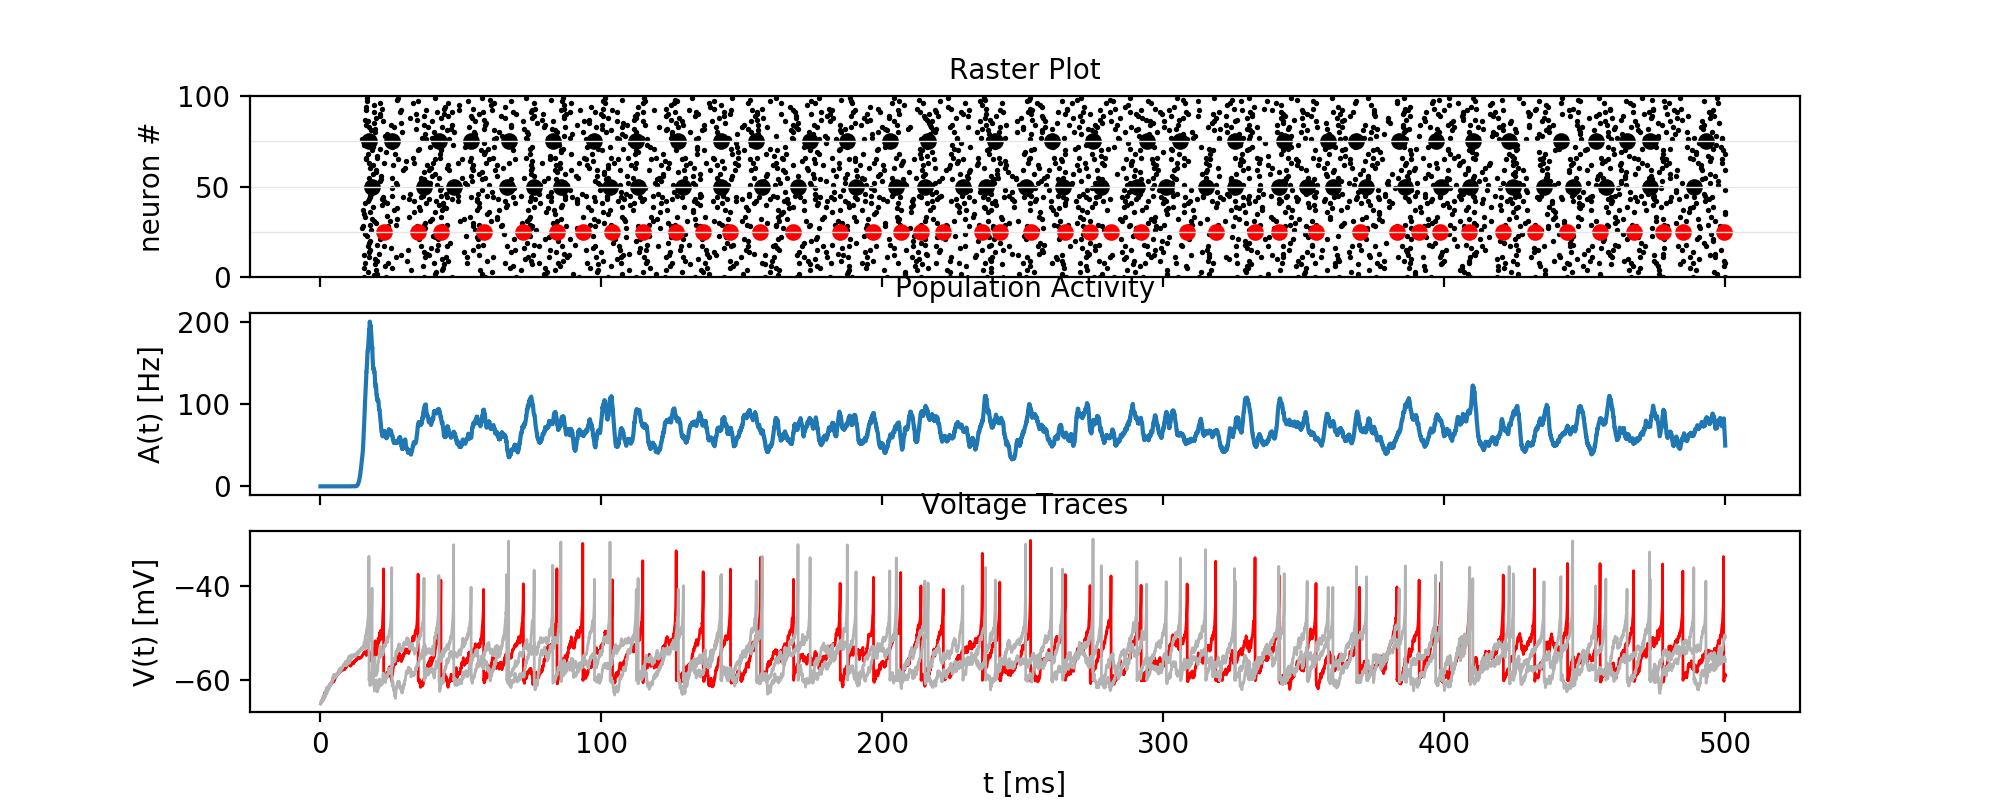 Raster Plot
100
50
0
neuron #
Population Activity
200
100
0
A(t) [Hz]
Voltage Traces
−40
−60
V(t) [mV]
0 100 200 300 400 500
t [ms]